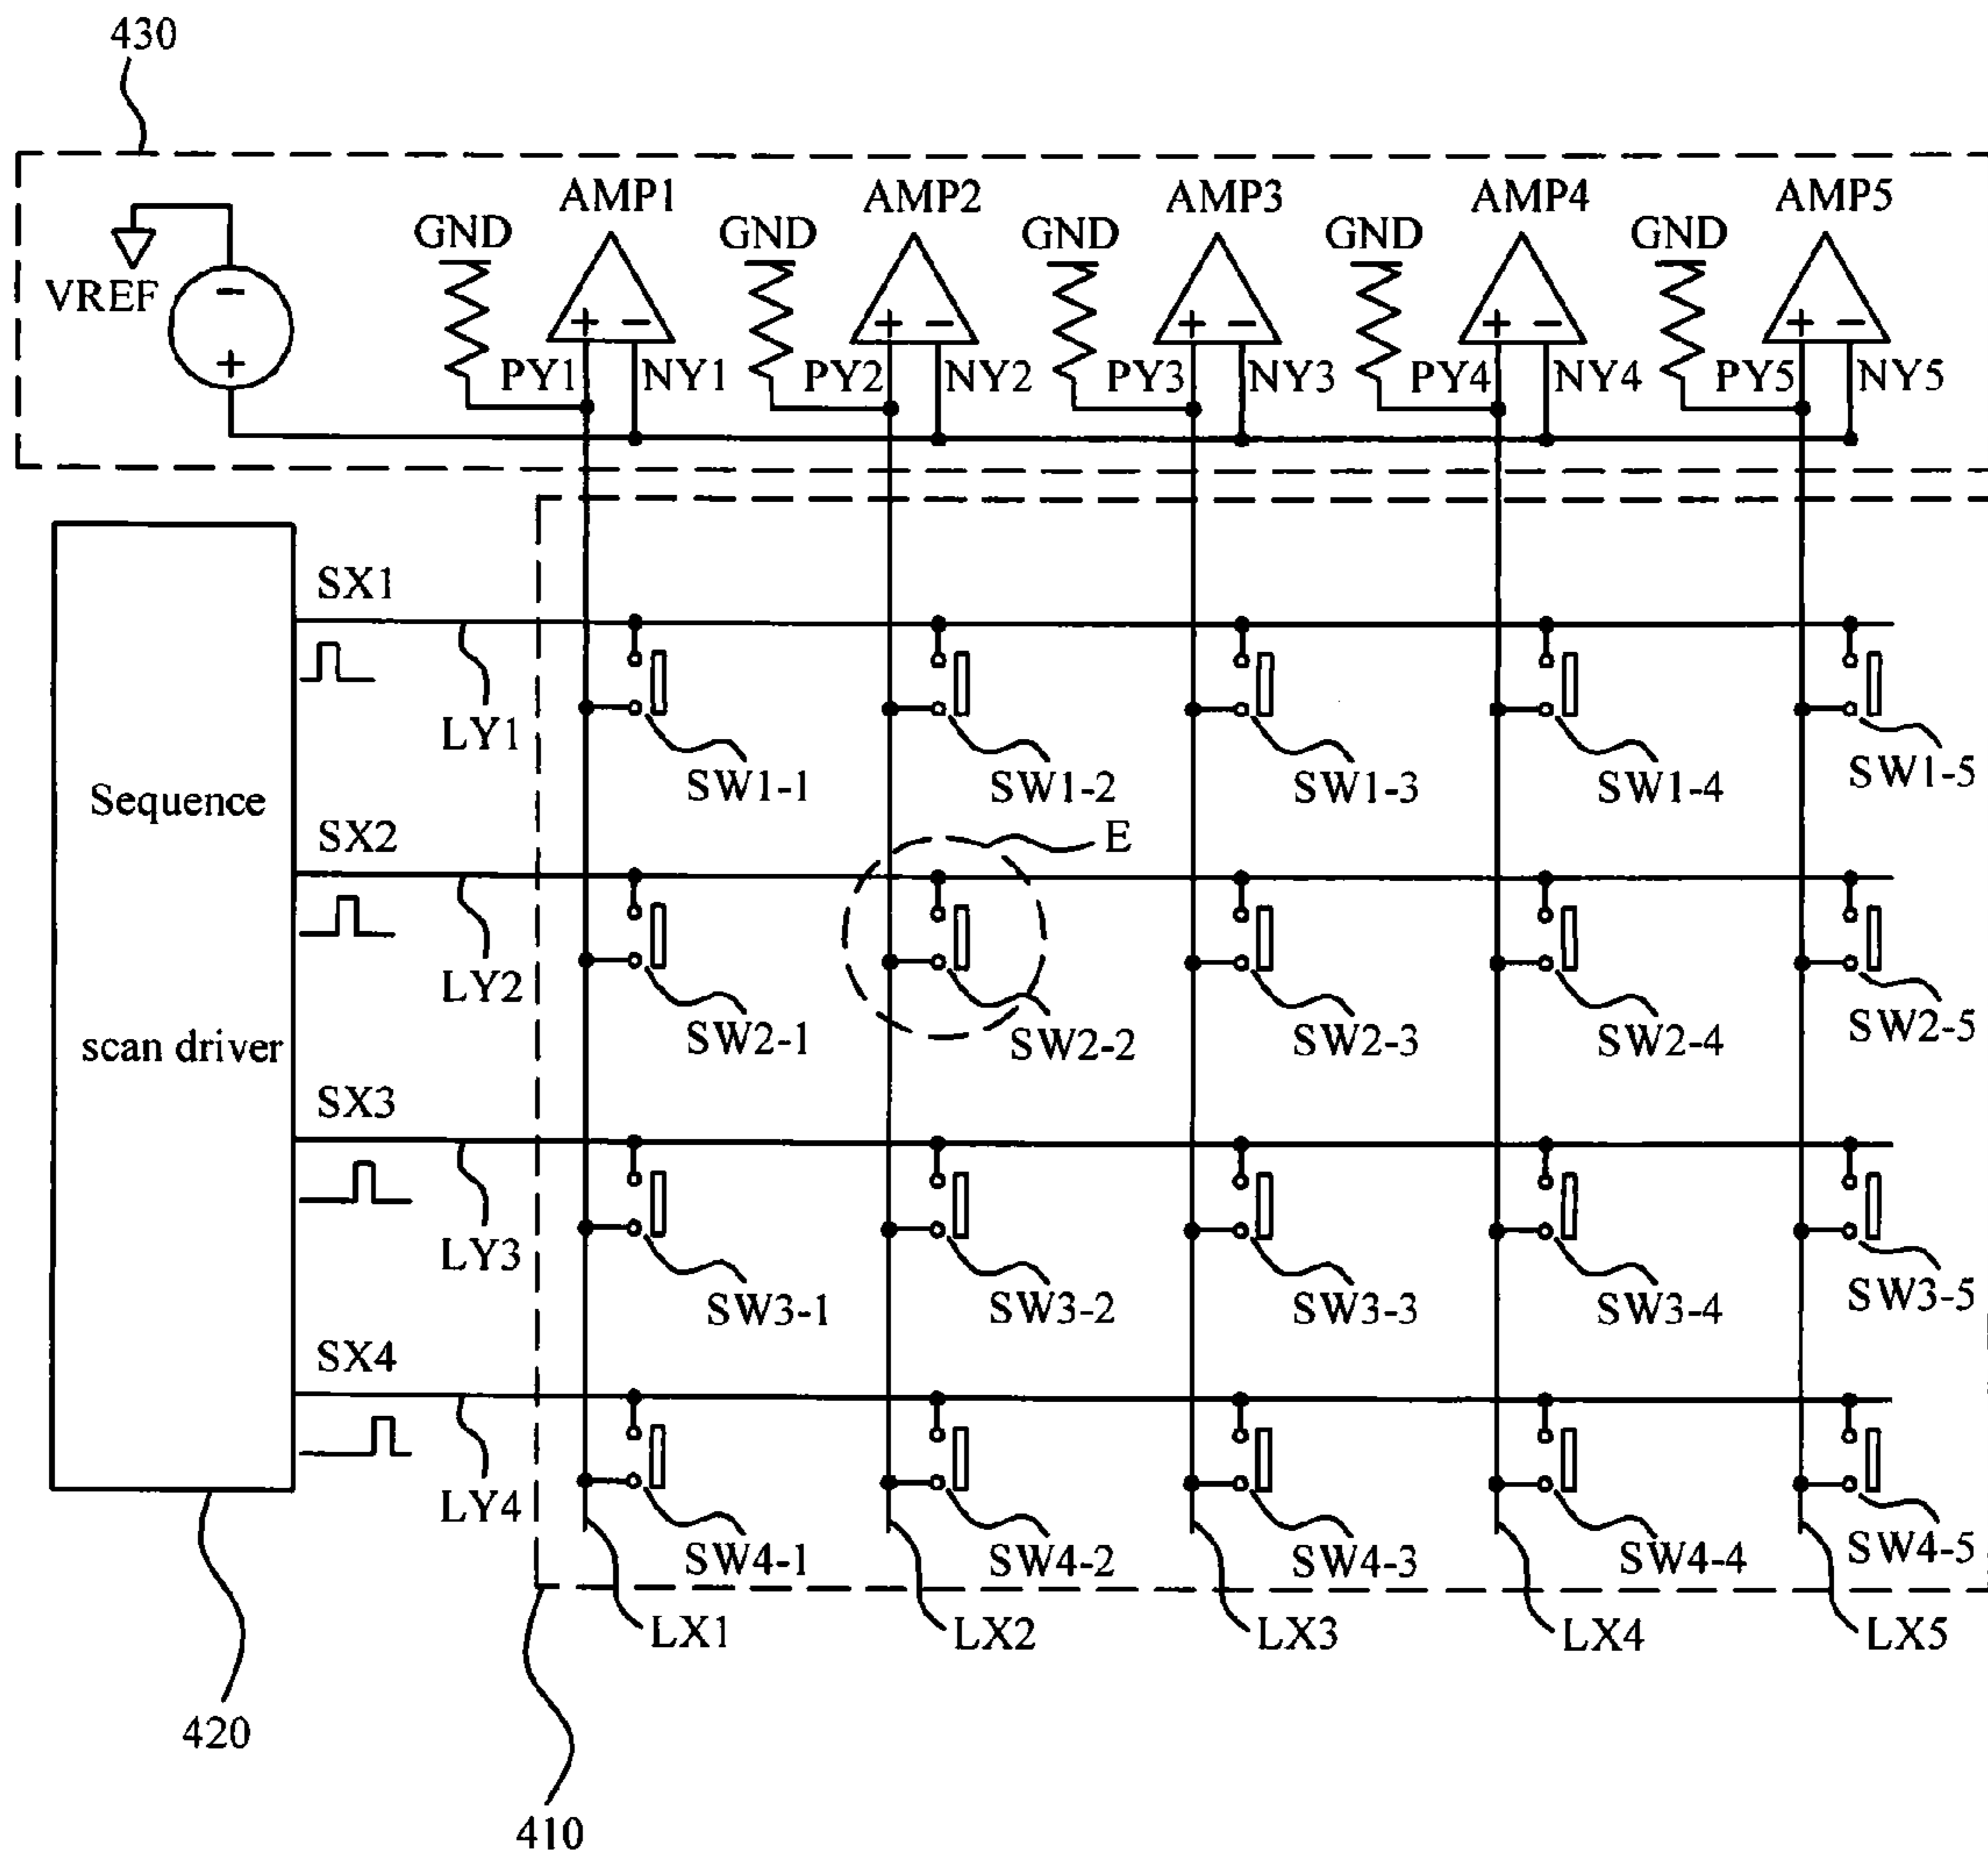 430
AMP1 AMP2 AMP3 AMP4 AMP5
GND GND GND GND GND
VREF
- + - + - + - + - + -
+
PY1 NY1 PY2 NY2 PY3 NY3 PY4 NY4 PY5 NY5
SX1
LY1
SW1-1 SW1-2 SW1-3 SW1-4 SW1-5
Sequence
scan driver
SX2
E
LY2
SW2-1 SW2-2 SW2-3 SW2-4 SW2-5
SX3
LY3
SW3-1 SW3-2 SW3-3 SW3-4 SW3-5
SX4
LY4
SW4-1 SW4-2 SW4-3 SW4-4 SW4-5
LX1 LX2 LX3 LX4 LX5
420
410